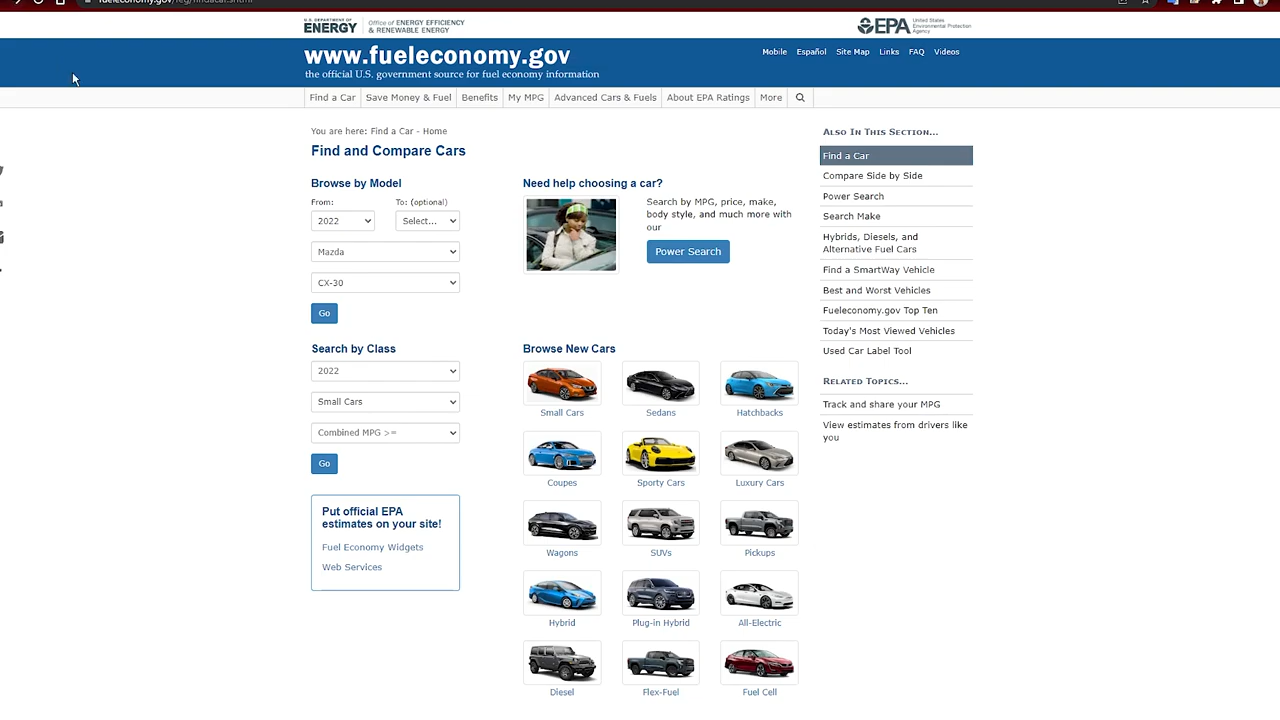 fueleconomy.gov/feg/findacar.shtml
U.S. DEPARTMENT OF
ENERGY
Office of ENERGY EFFICIENCY
& RENEWABLE ENERGY
EPA
United States
Environmental Protection
Agency
www.fueleconomy.gov
the official U.S. government source for fuel economy information
Mobile Español Site Map Links FAQ Videos
Find a Car Save Money & Fuel Benefits My MPG Advanced Cars & Fuels About EPA Ratings More
You are here: Find a Car - Home
Find and Compare Cars
Browse by Model
From: To: (optional)
2022 Select...
Mazda
CX-30
Go
Search by Class
2022
Small Cars
Combined MPG >=
Go
Put official EPA
estimates on your site!
Fuel Economy Widgets
Web Services
Need help choosing a car?
Search by MPG, price, make,
body style, and much more with
our
Power Search
Browse New Cars
Small Cars Sedans Hatchbacks
Coupes Sporty Cars Luxury Cars
Wagons SUVs Pickups
Hybrid Plug-in Hybrid All-Electric
Diesel Flex-Fuel Fuel Cell
Also In This Section...
Find a Car
Compare Side by Side
Power Search
Search Make
Hybrids, Diesels, and
Alternative Fuel Cars
Find a SmartWay Vehicle
Best and Worst Vehicles
Fueleconomy.gov Top Ten
Today's Most Viewed Vehicles
Used Car Label Tool
Related Topics...
Track and share your MPG
View estimates from drivers like
you